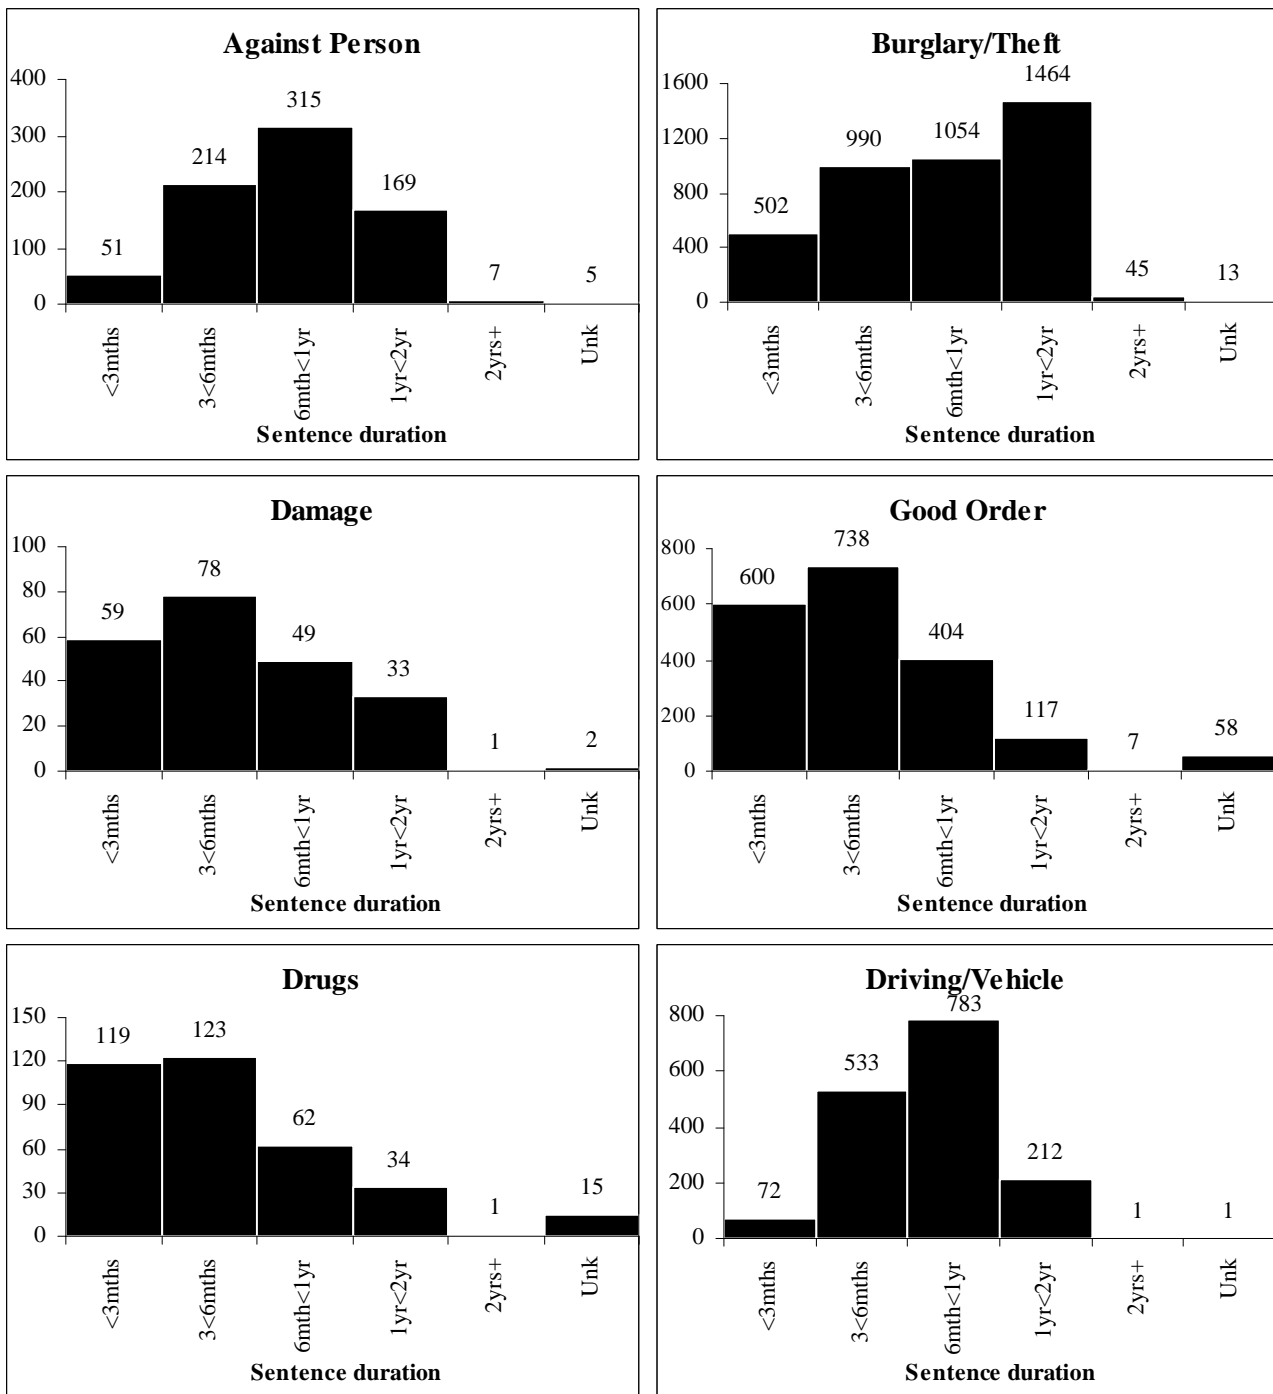 Against Person
400
300
200
100
0
51
214
315
169
7
5
<3mths
3<6mths
6mth<1yr
1yr<2yr
2yrs+
Unk
Sentence duration
Burglary/Theft
1600
1200
800
400
0
502
990
1054
1464
45
13
<3mths
3<6mths
6mth<1yr
1yr<2yr
2yrs+
Unk
Sentence duration
Damage
100
80
60
40
20
0
59
78
49
33
1
2
<3mths
3<6mths
6mth<1yr
1yr<2yr
2yrs+
Unk
Sentence duration
Good Order
800
600
400
200
0
600
738
404
117
7
58
<3mths
3<6mths
6mth<1yr
1yr<2yr
2yrs+
Unk
Sentence duration
Drugs
150
120
90
60
30
0
119
123
62
34
1
15
<3mths
3<6mths
6mth<1yr
1yr<2yr
2yrs+
Unk
Sentence duration
Driving/Vehicle
800
600
400
200
0
72
533
783
212
1
1
<3mths
3<6mths
6mth<1yr
1yr<2yr
2yrs+
Unk
Sentence duration